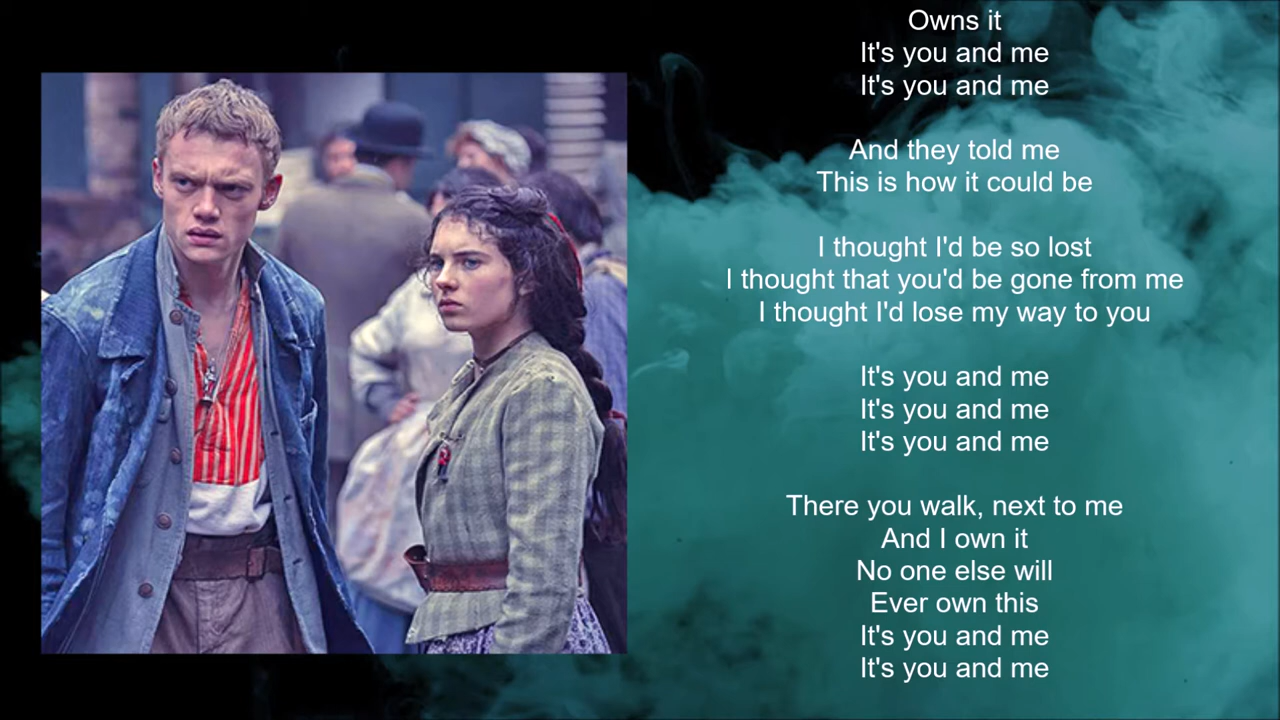 Owns it
It's you and me
It's you and me
And they told me
This is how it could be
I thought I'd be so lost
I thought that you'd be gone from me
I thought I'd lose my way to you
It's you and me
It's you and me
It's you and me
There you walk, next to me
And I own it
No one else will
Ever own this
It's you and me
It's you and me